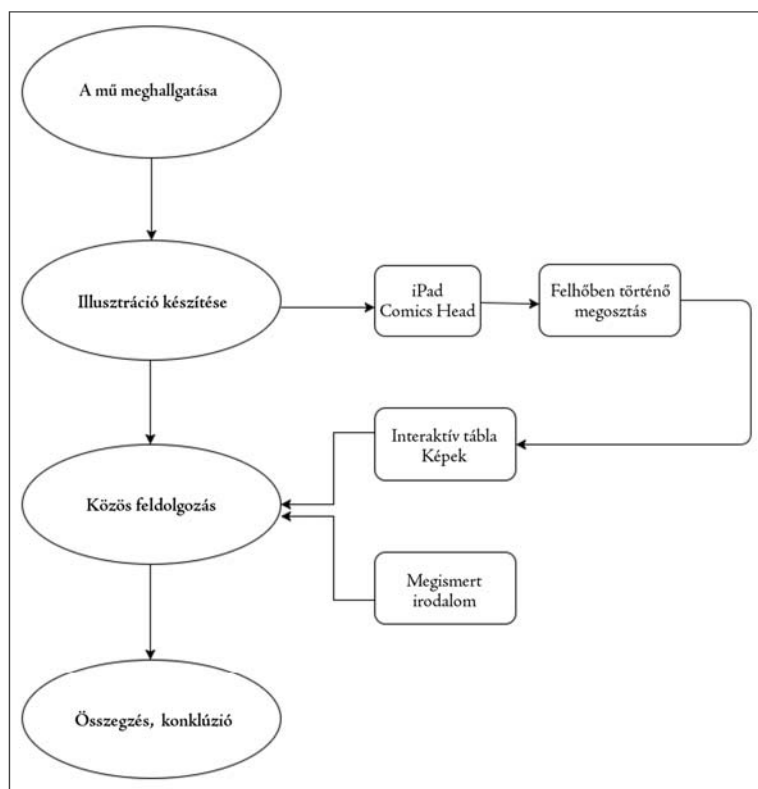 A mű meghallgatása
Illusztráció készítése
iPad
Comics Head
Felhőben történő
megosztás
Interaktív tábla
Képek
Közös feldolgozás
Megismert
irodalom
Összegzés, konklúzió